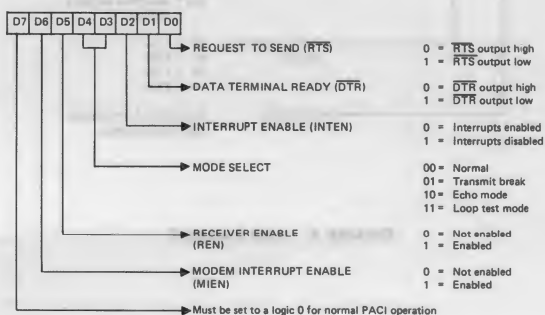 D7 D6 D5 D4 D3 D2 D1 D0
REQUEST TO SEND (RTS) 0 = RTS output high
1 = RTS output low
DATA TERMINAL READY (DTR) 0 = DTR output high
1 = DTR output low
INTERRUPT ENABLE (INTEN) 0 = Interrupts enabled
1 = Interrupts disabled
MODE SELECT 00 = Normal
01 = Transmit break
10 = Echo mode
11 = Loop test mode
RECEIVER ENABLE 0 = Not enabled
(REN) 1 = Enabled
MODEM INTERRUPT ENABLE 0 = Not enabled
(MIEN) 1 = Enabled
Must be set to a logic 0 for normal PACI operation